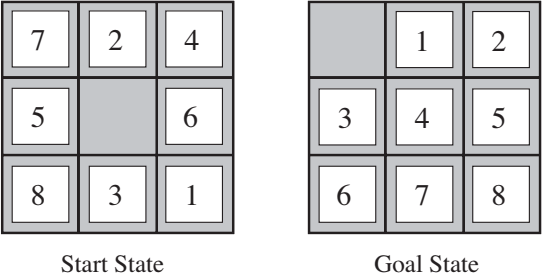 7 2 4
5 6
8 3 1
Start State
1 2
3 4 5
6 7 8
Goal State